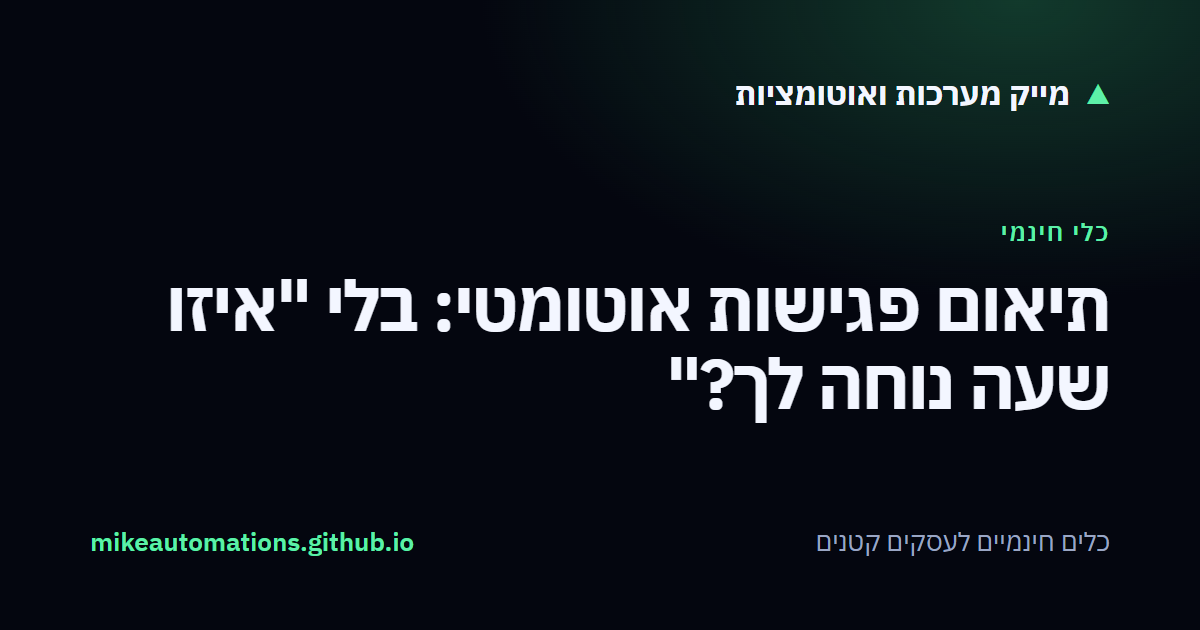 מייק מערכות ואוטומציות
כלי חינמי
תיאום פגישות אוטומטי: בלי "איזו
שעה נוחה לך?"
כלים חינמיים לעסקים קטנים
mikeautomations.github.io